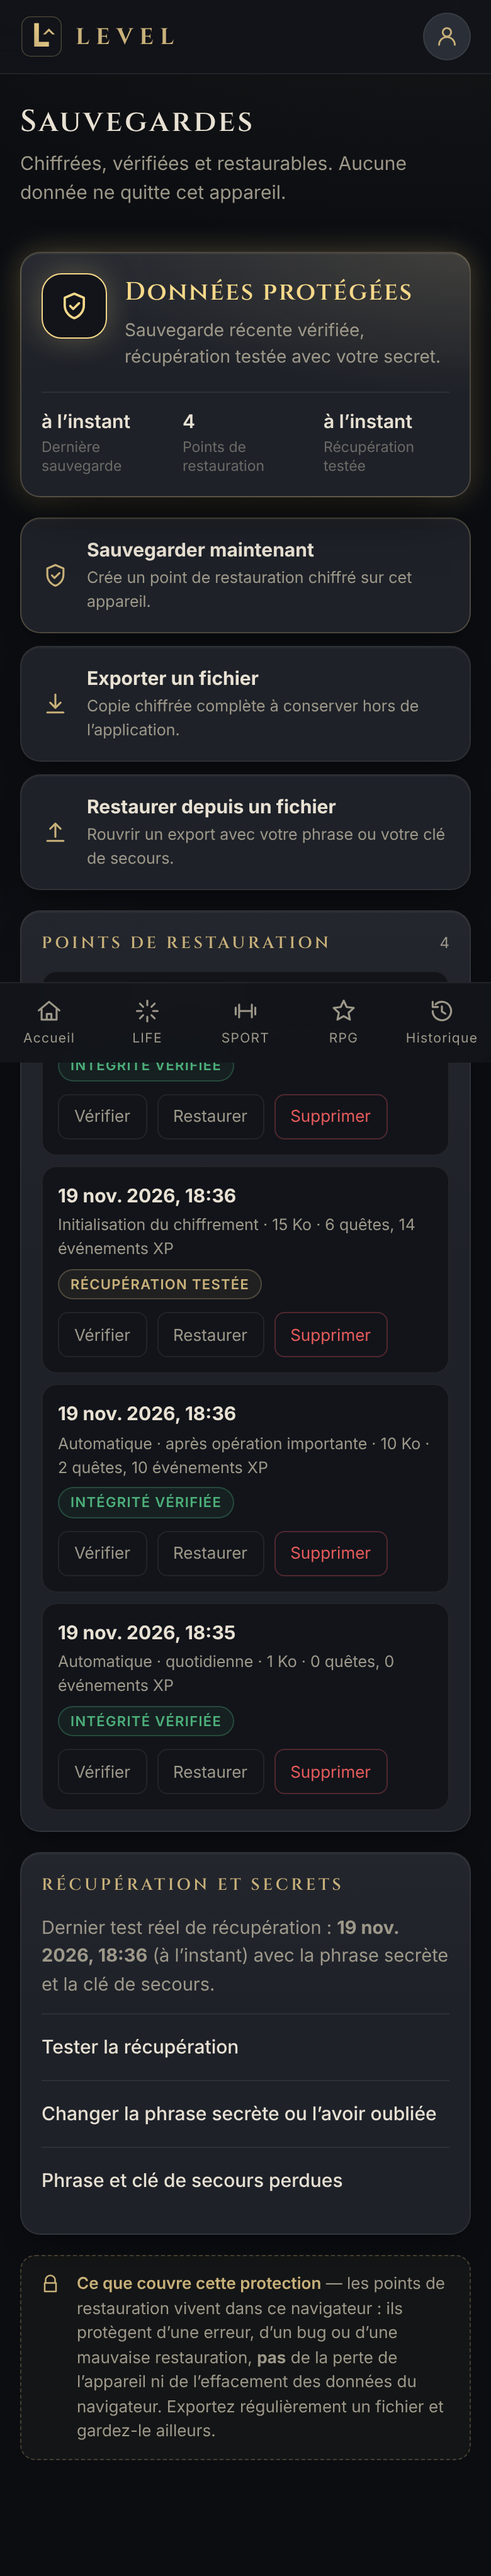 LEVEL
Sauvegardes
Chiffrées, vérifiées et restaurables. Aucune
donnée ne quitte cet appareil.
Données protégées
Sauvegarde récente vérifiée,
récupération testée avec votre secret.
à l’instant
Dernière
sauvegarde
4
Points de
restauration
à l’instant
Récupération
testée
Sauvegarder maintenant
Crée un point de restauration chiffré sur cet
appareil.
Exporter un fichier
Copie chiffrée complète à conserver hors de
l’application.
Restaurer depuis un fichier
Rouvrir un export avec votre phrase ou votre clé
de secours.
POINTS DE RESTAURATION 4
Accueil LIFE SPORT RPG Historique
INTÉGRITÉ VÉRIFIÉE
Vérifier Restaurer Supprimer
19 nov. 2026, 18:36
Initialisation du chiffrement · 15 Ko · 6 quêtes, 14
événements XP
RÉCUPÉRATION TESTÉE
Vérifier Restaurer Supprimer
19 nov. 2026, 18:36
Automatique · après opération importante · 10 Ko ·
2 quêtes, 10 événements XP
INTÉGRITÉ VÉRIFIÉE
Vérifier Restaurer Supprimer
19 nov. 2026, 18:35
Automatique · quotidienne · 1 Ko · 0 quêtes, 0
événements XP
INTÉGRITÉ VÉRIFIÉE
Vérifier Restaurer Supprimer
RÉCUPÉRATION ET SECRETS
Dernier test réel de récupération : 19 nov.
2026, 18:36 (à l’instant) avec la phrase secrète
et la clé de secours.
Tester la récupération
Changer la phrase secrète ou l’avoir oubliée
Phrase et clé de secours perdues
Ce que couvre cette protection — les points de
restauration vivent dans ce navigateur : ils
protègent d’une erreur, d’un bug ou d’une
mauvaise restauration, pas de la perte de
l’appareil ni de l’effacement des données du
navigateur. Exportez régulièrement un fichier et
gardez-le ailleurs.